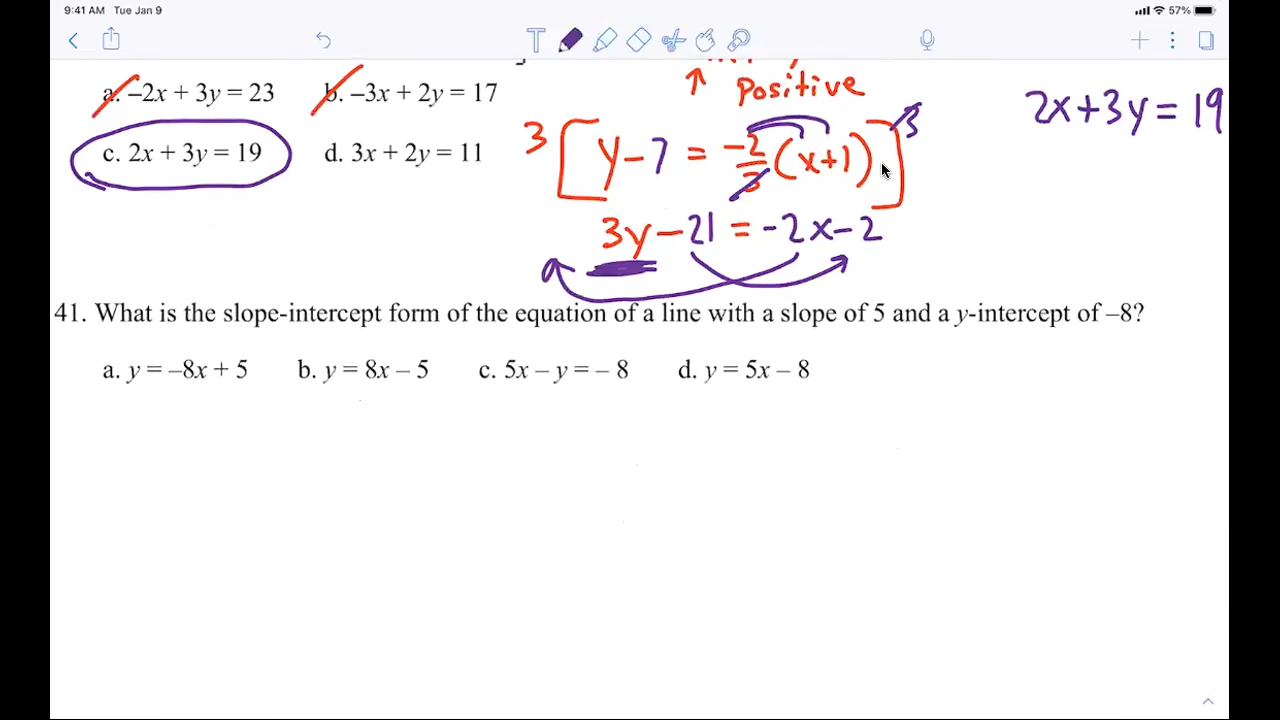 9:41 AM Tue Jan 9
57%
positive
a. –2x + 3y = 23 b. –3x + 2y = 17
2x+3y = 19
c. 2x + 3y = 19 d. 3x + 2y = 11
3 [ y – 7 = -2/3 (x+1) ] 3
3y – 21 = -2x – 2
41. What is the slope-intercept form of the equation of a line with a slope of 5 and a y-intercept of –8?
a. y = –8x + 5 b. y = 8x – 5 c. 5x – y = – 8 d. y = 5x – 8